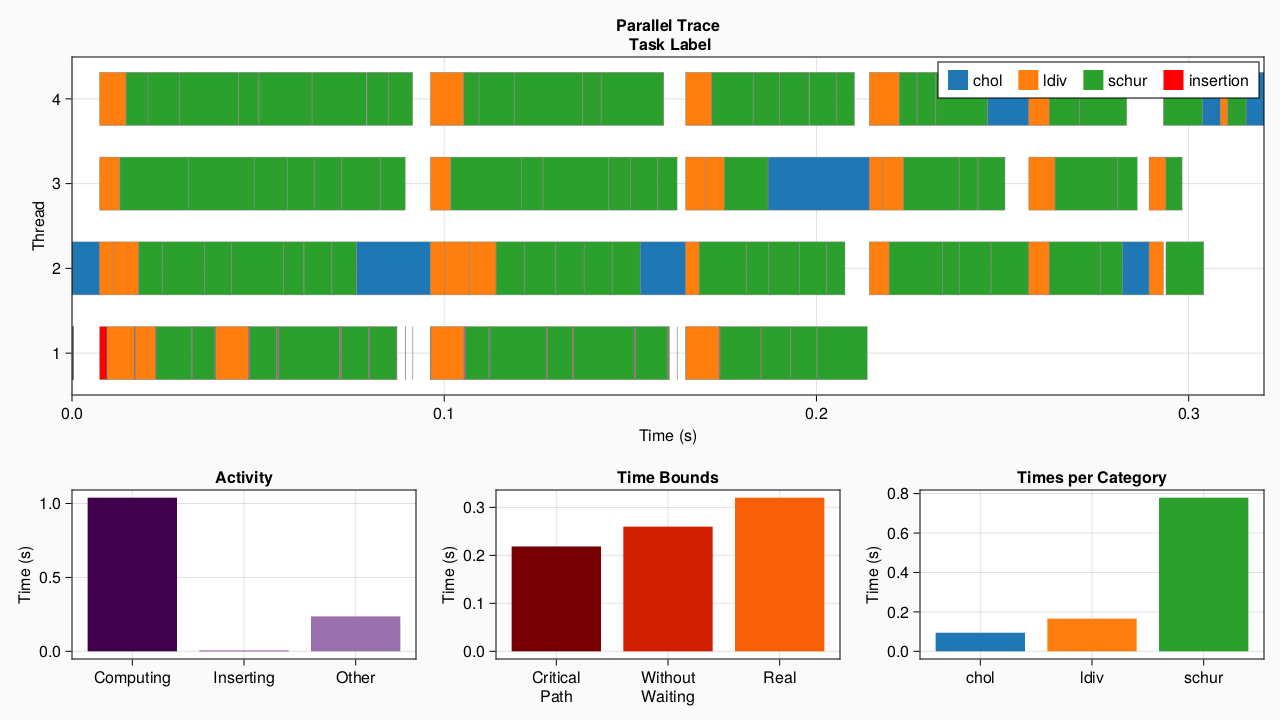 Parallel Trace
Task Label
chol ldiv schur insertion
Thread
4
3
2
1
0.0 0.1 0.2 0.3
Time (s)
Activity
Time (s)
1.0
0.5
0.0
Computing Inserting Other
Time Bounds
Time (s)
0.3
0.2
0.1
0.0
Critical Path
Without Waiting
Real
Times per Category
Time (s)
0.8
0.6
0.4
0.2
0.0
chol ldiv schur